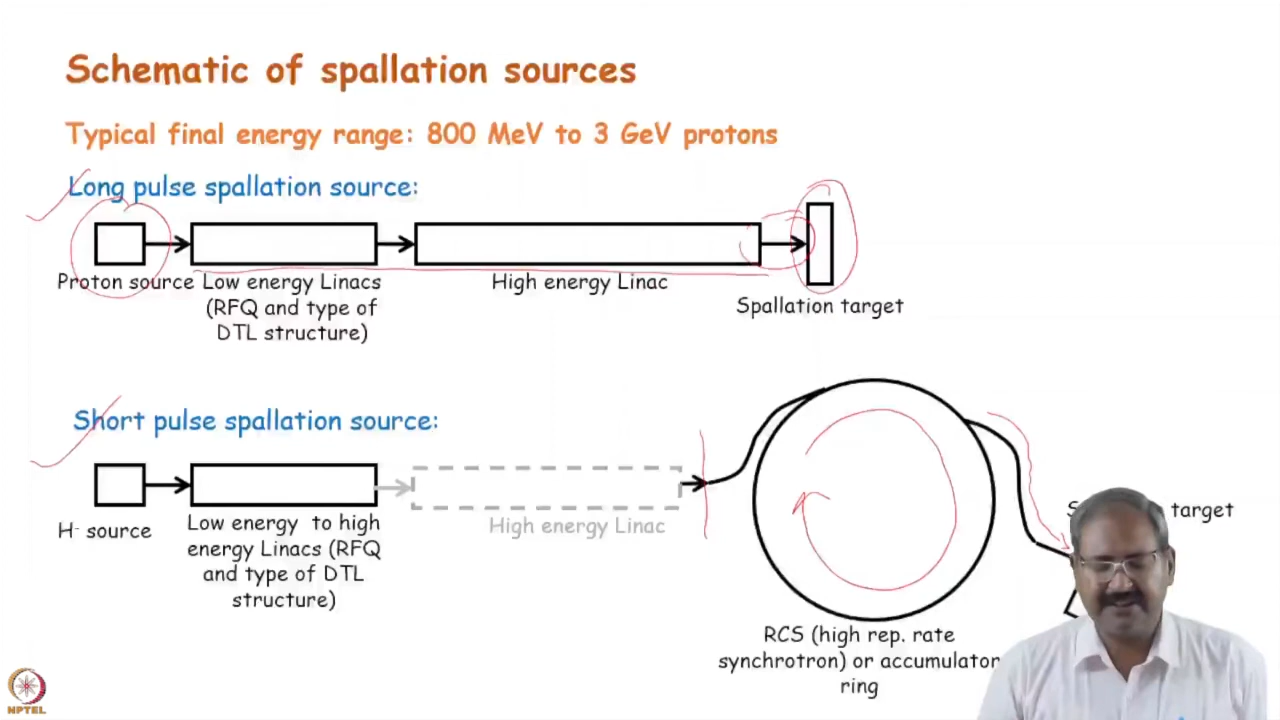 Schematic of spallation sources
Typical final energy range: 800 MeV to 3 GeV protons
Long pulse spallation source:
Proton source
Low energy Linacs
(RFQ and type of
DTL structure)
High energy Linac
Spallation target
Short pulse spallation source:
H- source
Low energy to high
energy Linacs (RFQ
and type of DTL
structure)
High energy Linac
target
RCS (high rep. rate
synchrotron) or accumulator
ring
NPTEL